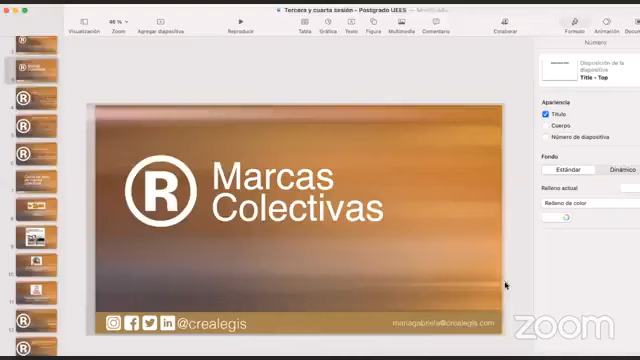 Tercera y cuarta sesión - Postgrado UEES
46 %
Visualización
Zoom
Agregar diapositiva
Reproducir
Tabla
Gráfica
Texto
Figura
Multimedia
Comentario
Colaborar
Formato
Animación
Número
Disposición de la
diapositiva
Title - Top
Apariencia
Título
Cuerpo
Número de diapositiva
Fondo
Estándar
Dinámico
Relleno actual
Relleno de color
R
Marcas
Colectivas
@crealegis
mariagabriela@crealegis.com
zoom